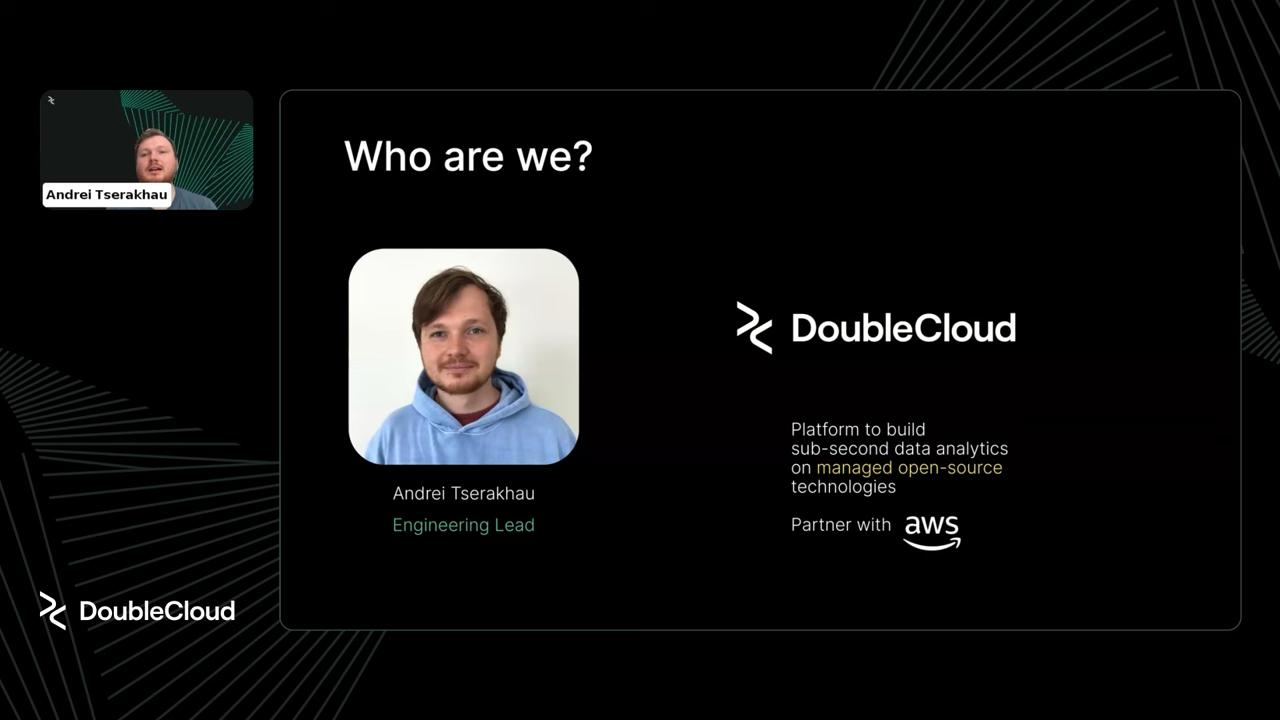 Who are we?
Andrei Tserakhau
DoubleCloud
Andrei Tserakhau
Engineering Lead
Platform to build
sub-second data analytics
on managed open-source
technologies
Partner with aws
DoubleCloud